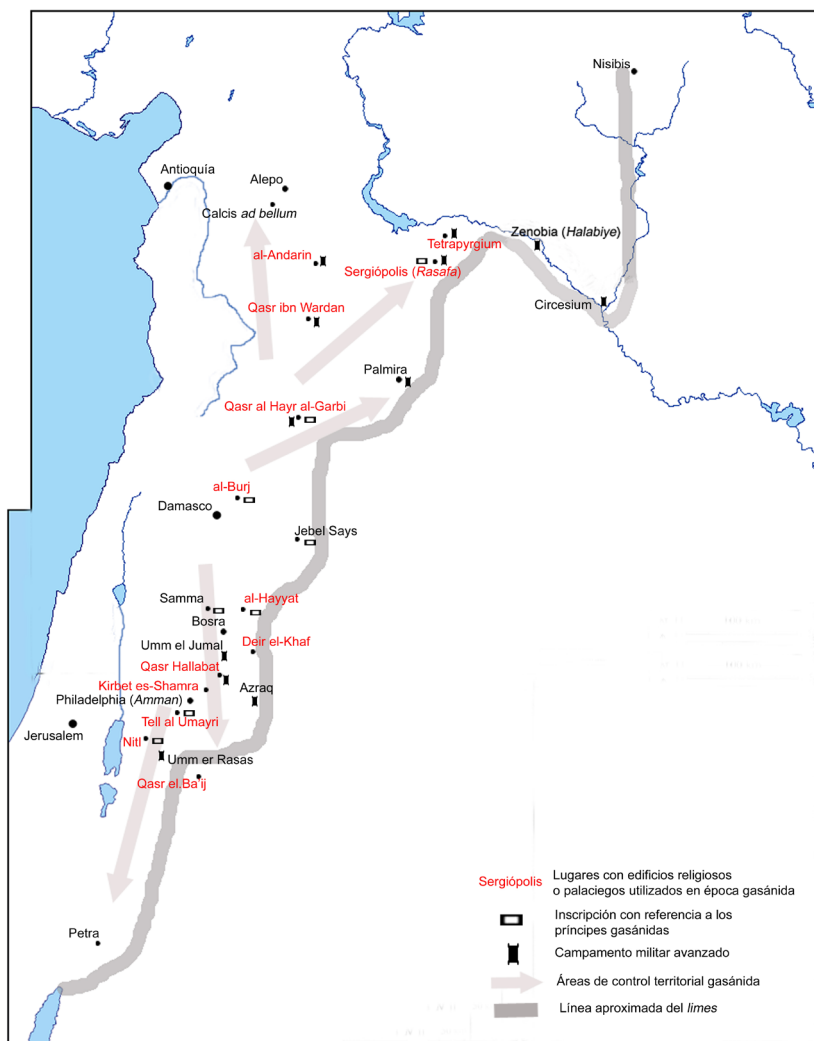 Nisibis
Antioquía
Alepo
Calcis ad bellum
Zenobia (Halabiye)
Tetrapyrgium
al-Andarin
Sergiópolis (Rasafa)
Circesium
Qasr ibn Wardan
Palmira
Qasr al Hayr al-Garbi
al-Burj
Damasco
Jebel Says
Samma
al-Hayyat
Bosra
Umm el Jumal
Deir el-Khaf
Qasr Hallabat
Kirbet es-Shamra
Azraq
Philadelphia (Amman)
Tell al Umayri
Jerusalem
Nitl
Umm er Rasas
Qasr el.Ba'ij
Petra
Sergiópolis
Lugares con edificios religiosos
o palaciegos utilizados en época gasánida
Inscripción con referencia a los
príncipes gasánidas
Campamento militar avanzado
Áreas de control territorial gasánida
Línea aproximada del limes